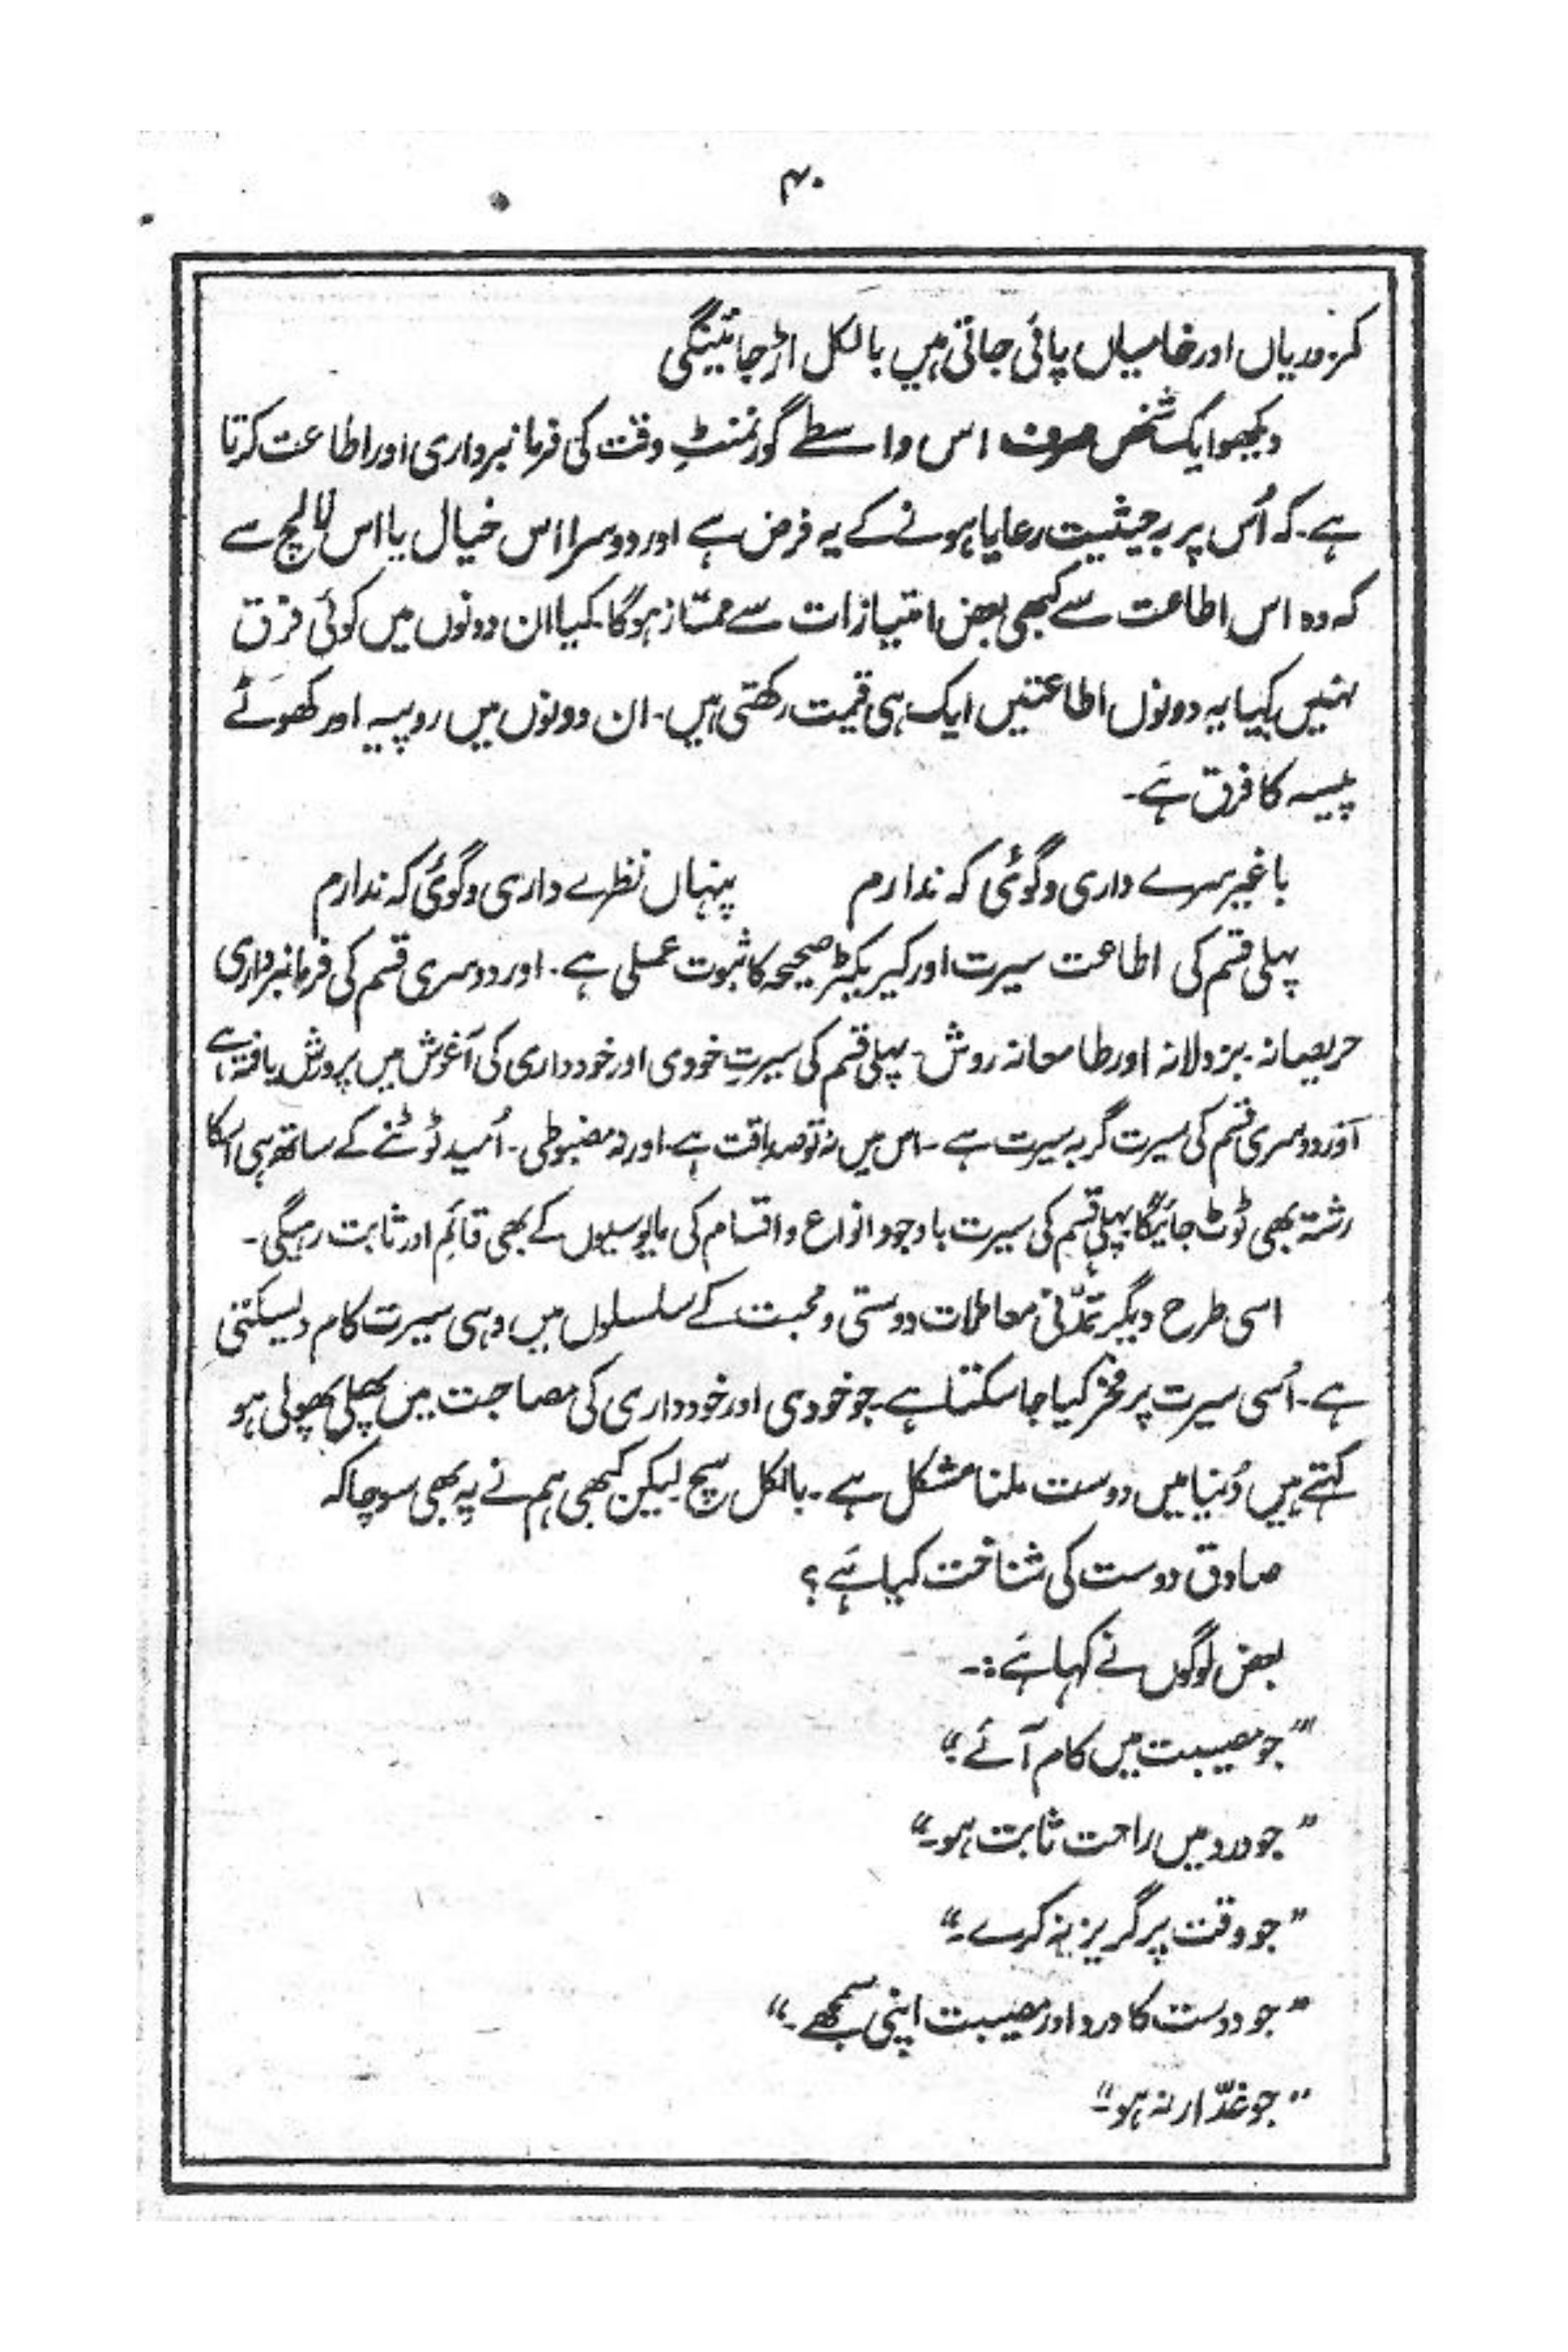 ۴۰
کمزوریاں اور خامیاں پائی جاتی ہیں بالکل اڑ جائینگی
دیکھو ایک شخص صرف اس واسطے گورنمنٹِ وقت کی فرمانبرداری اور اطاعت کرتا
ہے۔ کہ اُس پر بہ حیثیت رعایا ہونے کے یہ فرض ہے اور دوسرا اس خیال یا اس لالچ سے
کہ وہ اس اطاعت سے کبھی بعض امتیازات سے ممتاز ہوگا۔ کیا ان دونوں میں کوئی فرق
نہیں۔ کیا یہ دونوں اطاعتیں ایک ہی قیمت رکھتی ہیں۔ ان دونوں میں روپیہ اور کھوٹے
پیسہ کا فرق ہے۔
با غیر سرے داری و گوئی کہ ندارم پنہاں نظرے داری و گوئی کہ ندارم
پہلی قسم کی اطاعت سیرت اور کیریکٹر صحیحہ کا ثبوت عملی ہے۔ اور دوسری قسم کی فرمانبرداری
حریصانہ۔ بزدلانہ اور طامعانہ روش۔ پہلی قسم کی سیرتِ خودی اور خودداری کی آغوش میں پرورش یافتہ ہے
اور دوسری قسم کی سیرت گربہ سیرت ہے۔ اس میں نہ تو صداقت ہے۔ اور نہ مضبوطی۔ اُمید ٹوٹنے کے ساتھ ہی اسکا
رشتہ بھی ٹوٹ جائیگا پہلی قسم کی سیرت باوجود انواع و اقسام کی مایوسیوں کے بھی قائم اور ثابت رہیگی۔
اسی طرح دیگر تمدّنی معاملات دوستی و محبت کے سلسلوں میں وہی سیرت کام دیسکتی
ہے۔ اُسی سیرت پر فخر کیا جا سکتا ہے۔ جو خودی اور خودداری کی مصاحبت میں پھلی پھولی ہو
کہتے ہیں دُنیا میں دوست ملنا مشکل ہے۔ بالکل سچ۔ لیکن کبھی ہم نے یہ بھی سوچا کہ
صادق دوست کی شناخت کیا ہے؟
بعض لوگوں نے کہا ہے:۔
"جو مصیبت میں کام آئے۔"
"جو درد میں راحت ثابت ہو۔"
"جو وقت پر گریز نہ کرے۔"
"جو دوست کا درد اور مصیبت اپنی سمجھے۔"
"جو غدّار نہ ہو۔"